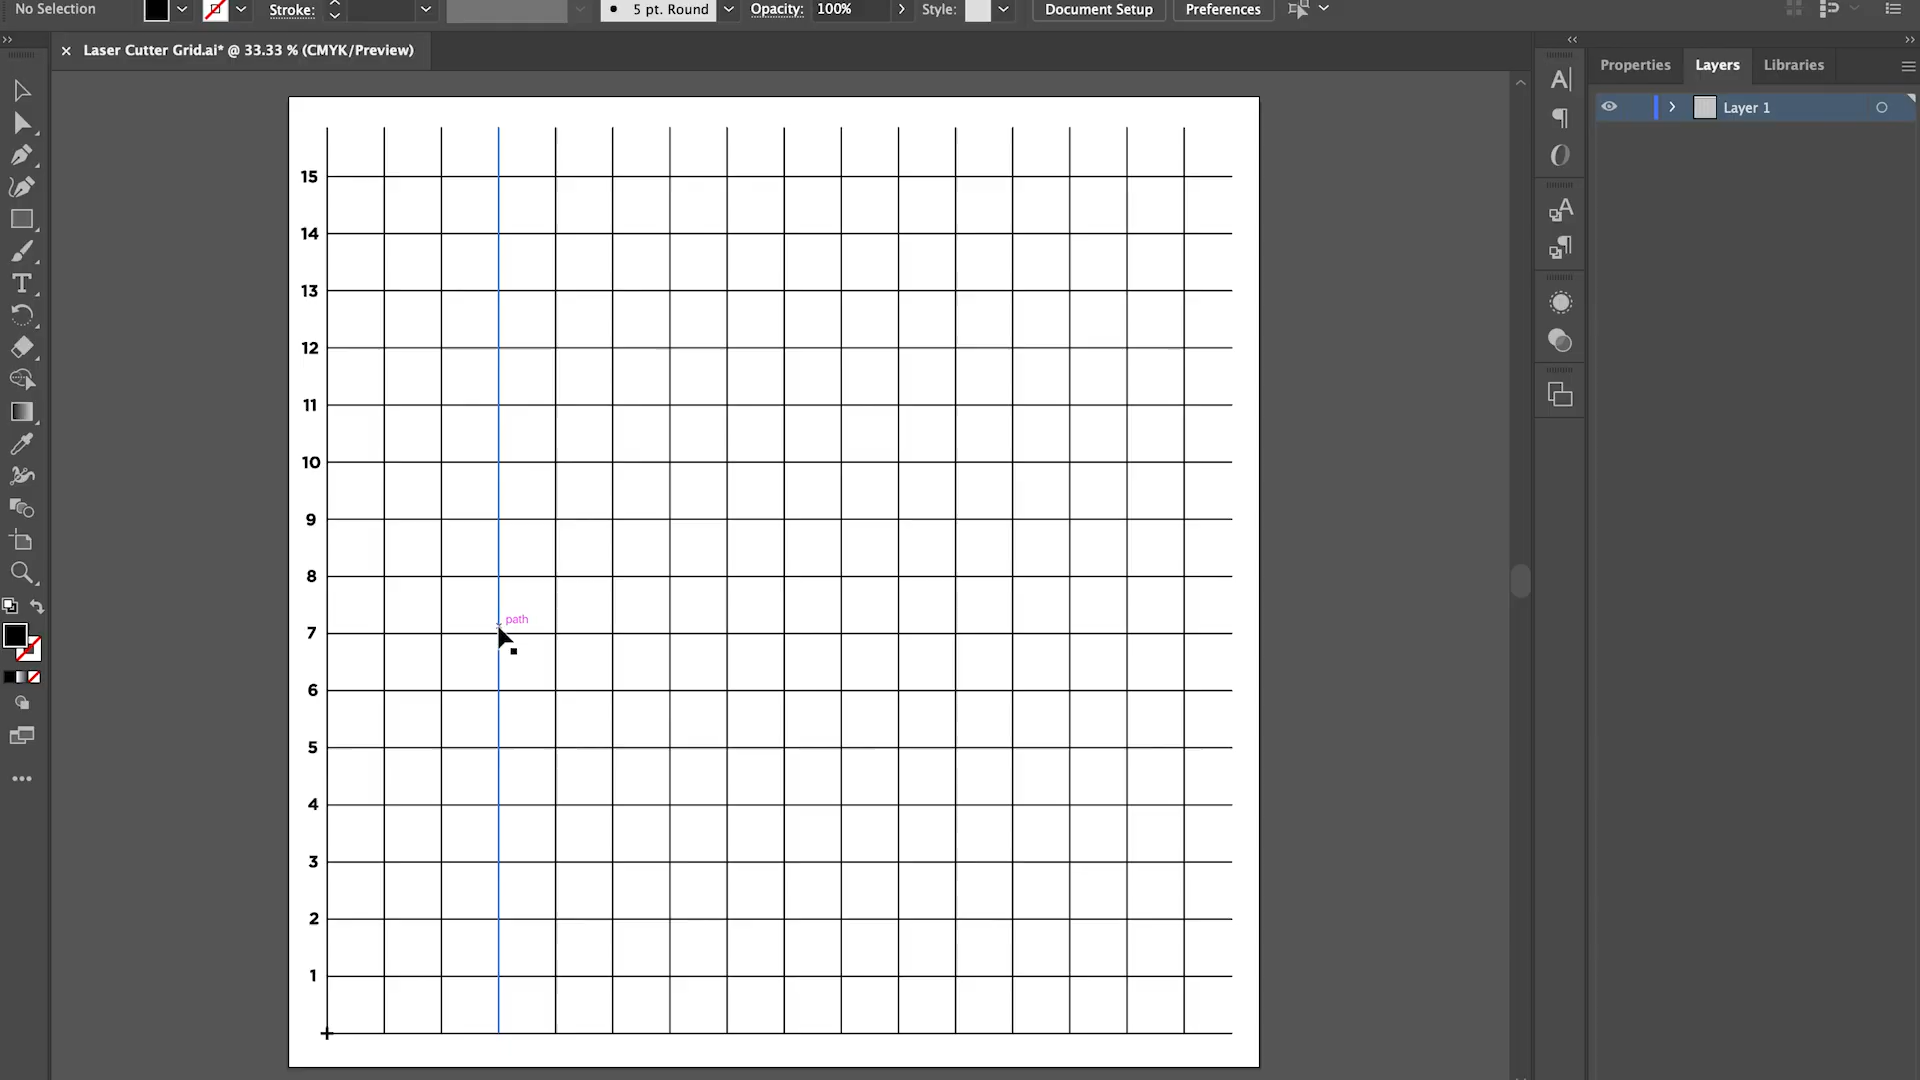 No Selection
Stroke:
5 pt. Round
Opacity:
100%
Style:
Document Setup
Preferences
Laser Cutter Grid.ai* @ 33.33 % (CMYK/Preview)
Properties
Layers
Libraries
Layer 1
15
14
13
12
11
10
9
8
path
7
6
5
4
3
2
1